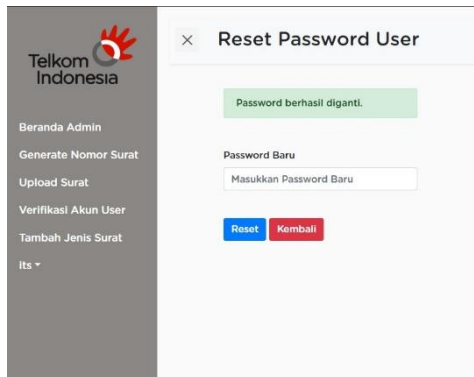 Telkom
Indonesia
Beranda Admin
Generate Nomor Surat
Upload Surat
Verifikasi Akun User
Tambah Jenis Surat
its
× Reset Password User
Password berhasil diganti.
Password Baru
Masukkan Password Baru
Reset Kembali